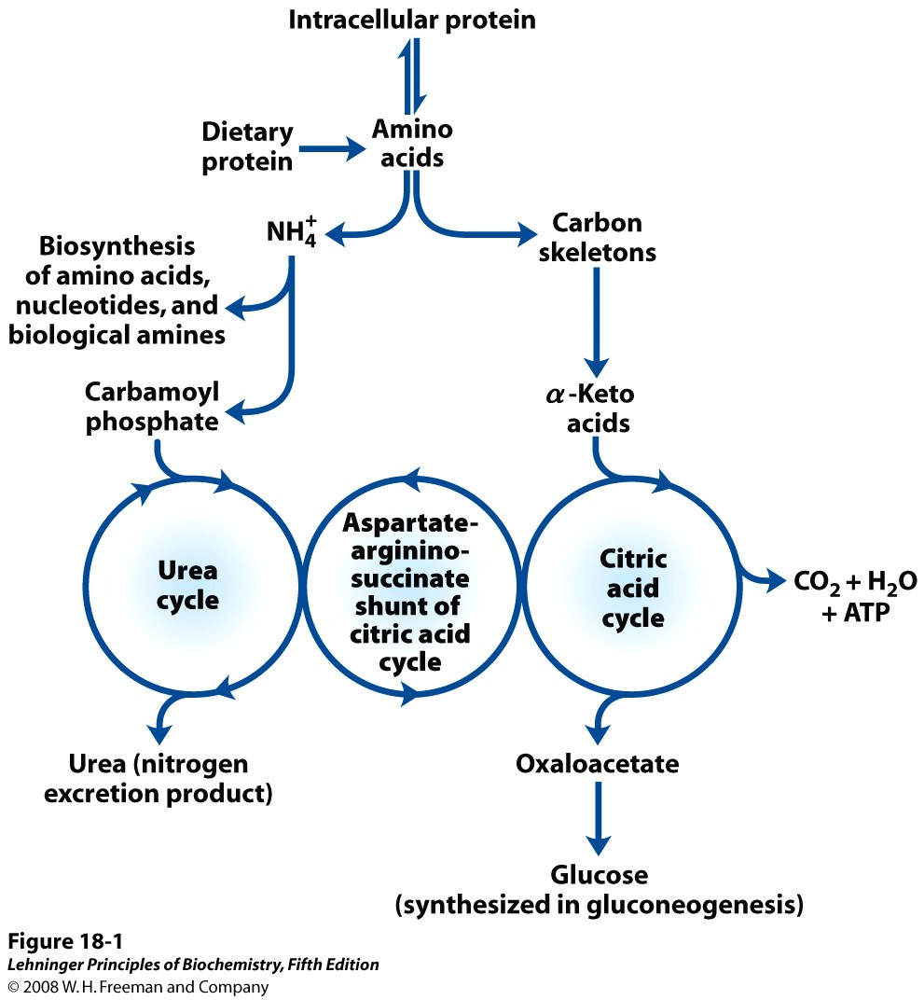 Intracellular protein
Dietary
protein
Amino
acids
NH₄⁺
Carbon
skeletons
Biosynthesis
of amino acids,
nucleotides, and
biological amines
Carbamoyl
phosphate
α-Keto
acids
Urea
cycle
Aspartate-
arginino-
succinate
shunt of
citric acid
cycle
Citric
acid
cycle
CO₂ + H₂O
+ ATP
Urea (nitrogen
excretion product)
Oxaloacetate
Glucose
(synthesized in gluconeogenesis)
Figure 18-1
Lehninger Principles of Biochemistry, Fifth Edition
© 2008 W. H. Freeman and Company